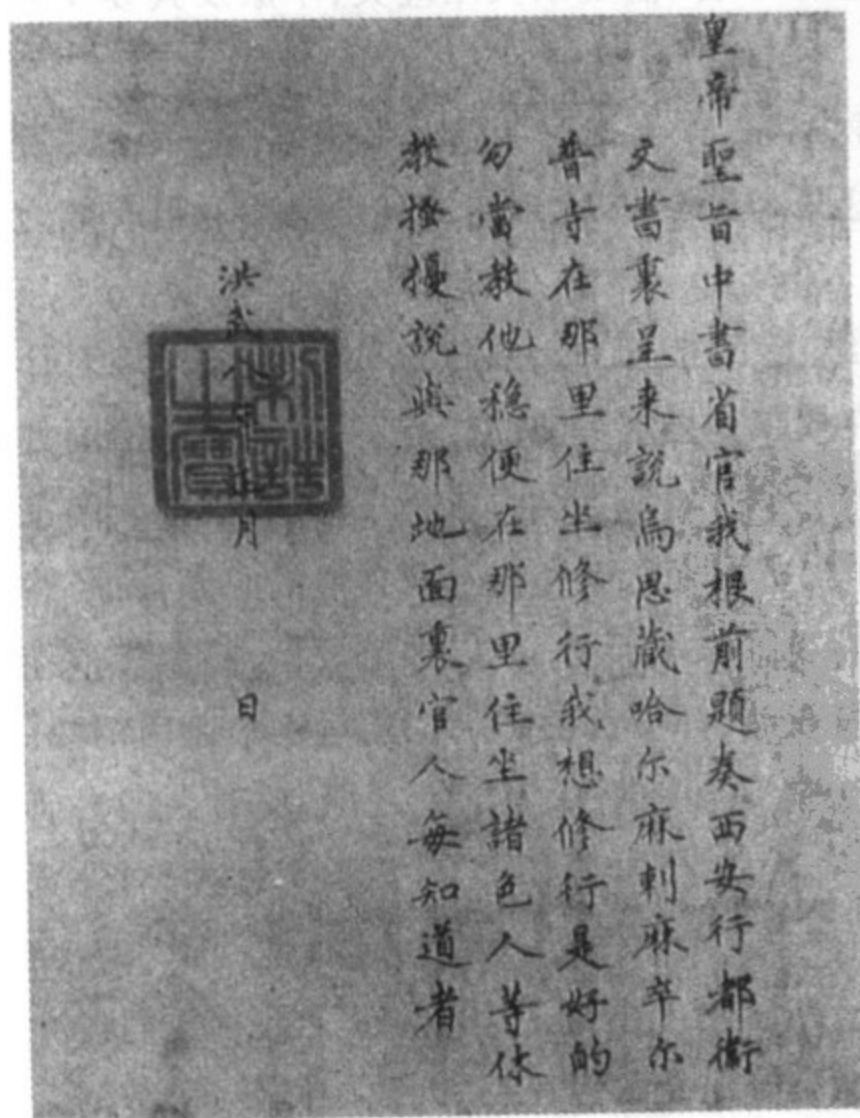 皇帝聖旨中書省官我根前題奏西安行都衛
文書裏呈來說烏思藏哈尔麻剌麻卒尔
普寺在那里住坐修行我想修行是好的
勾當教他穩便在那里住坐諸色人等休
教搔擾說與那地面裏官人每知道者
洪武八年正月 日